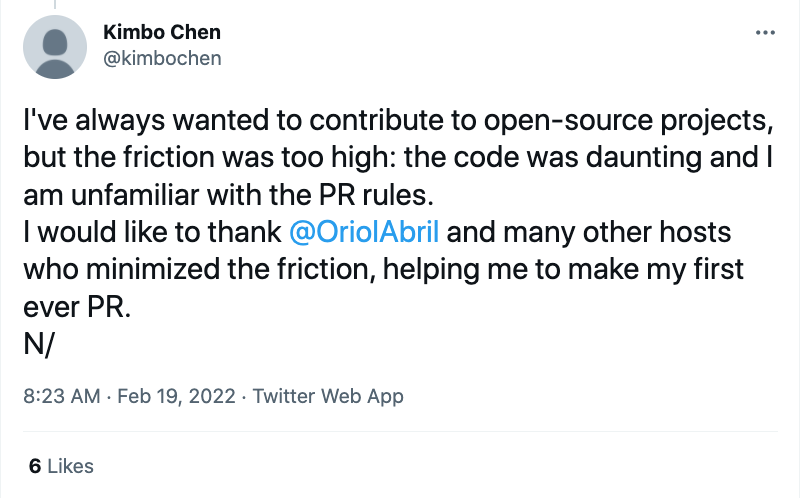 Kimbo Chen
@kimbochen
I've always wanted to contribute to open-source projects,
but the friction was too high: the code was daunting and I
am unfamiliar with the PR rules.
I would like to thank @OriolAbril and many other hosts
who minimized the friction, helping me to make my first
ever PR.
N/
8:23 AM · Feb 19, 2022 · Twitter Web App
6 Likes